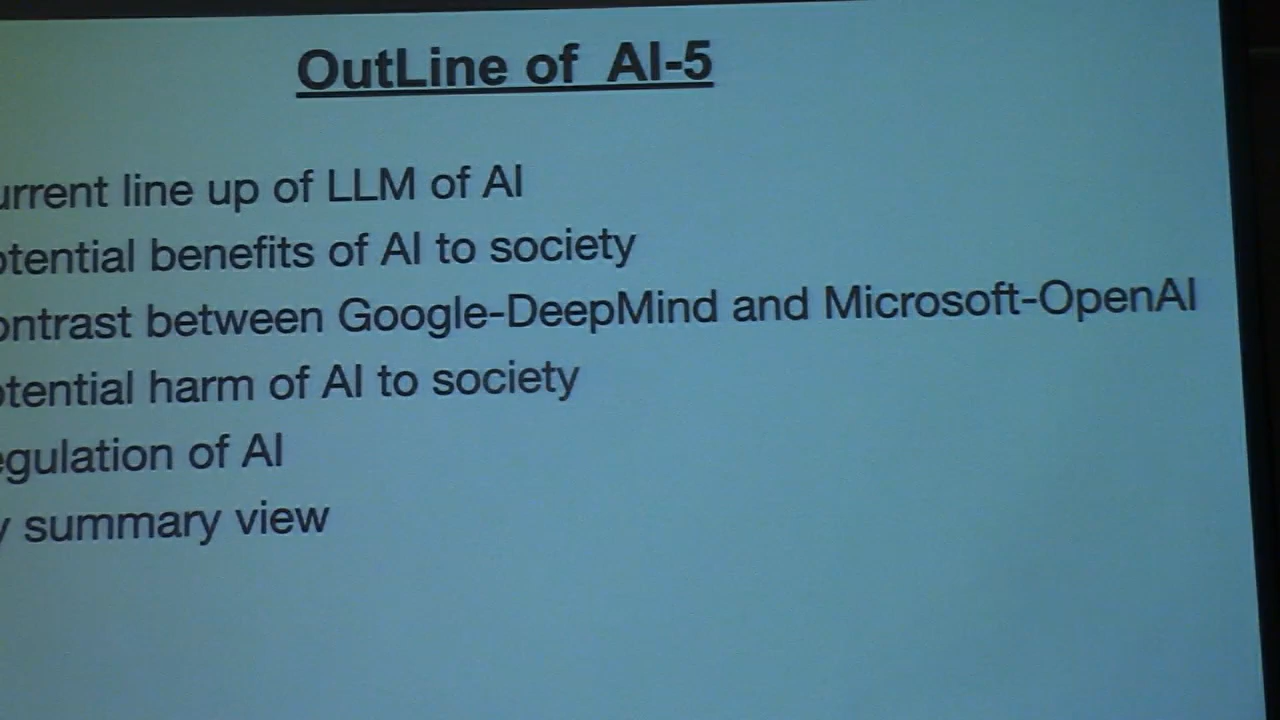 OutLine of AI-5
urrent line up of LLM of AI
otential benefits of AI to society
ontrast between Google-DeepMind and Microsoft-OpenAI
otential harm of AI to society
egulation of AI
y summary view